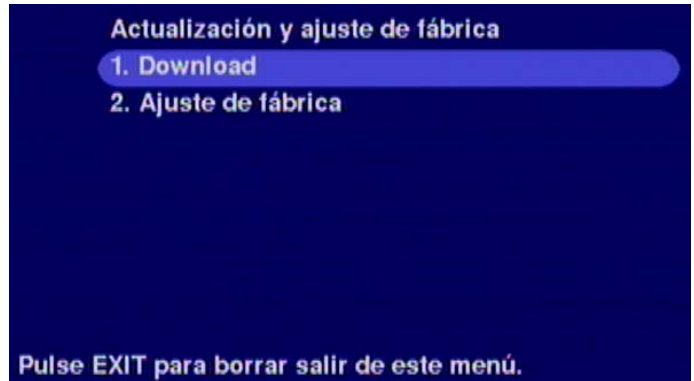 Actualización y ajuste de fábrica
1. Download
2. Ajuste de fábrica
Pulse EXIT para borrar salir de este menú.